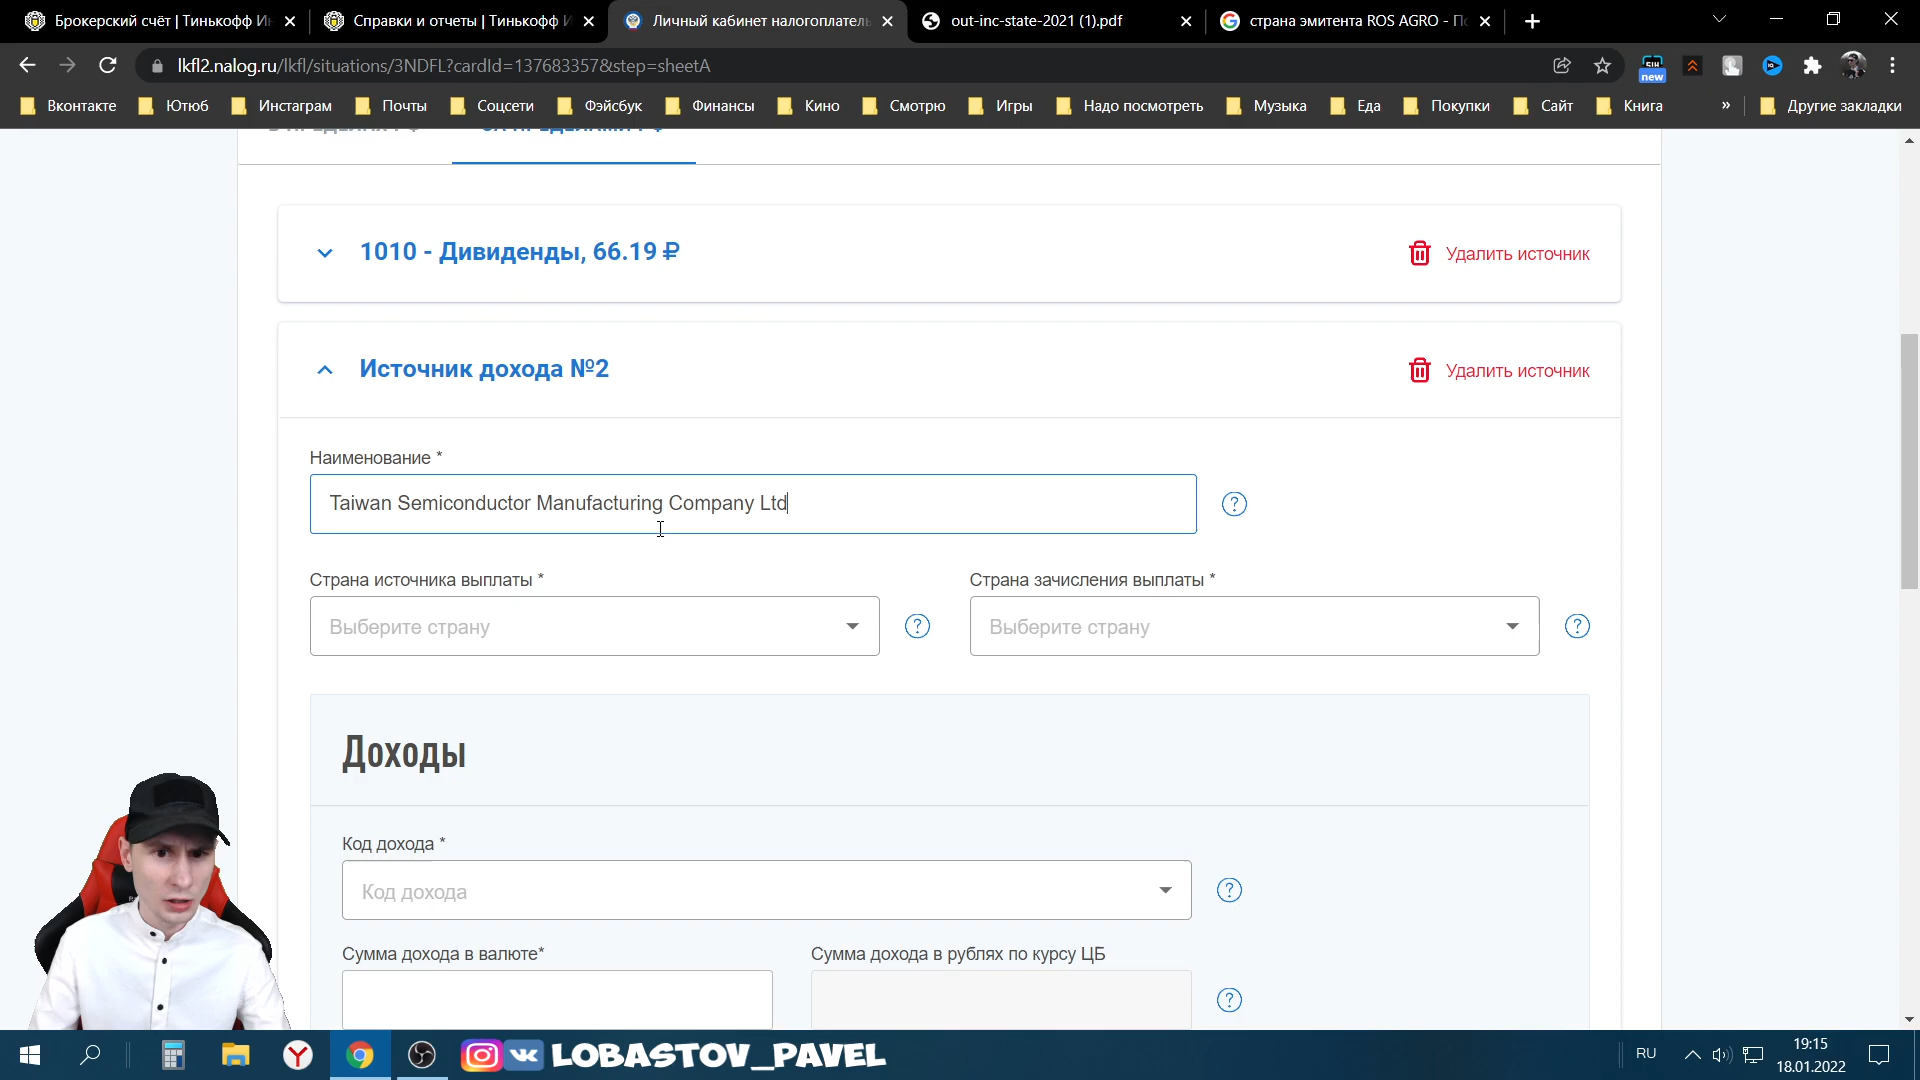 Брокерский счёт | Тинькофф Ин
Справки и отчеты | Тинькофф И
Личный кабинет налогоплатель
out-inc-state-2021 (1).pdf
страна эмитента ROS AGRO - По
lkfl2.nalog.ru/lkfl/situations/3NDFL?cardId=137683357&step=sheetA
new
Вконтакте
Ютюб
Инстаграм
Почты
Соцсети
Фэйсбук
Финансы
Кино
Смотрю
Игры
Надо посмотреть
Музыка
Еда
Покупки
Сайт
Книга
»
Другие закладки
1010 - Дивиденды, 66.19 ₽
Удалить источник
Источник дохода №2
Удалить источник
Наименование *
Taiwan Semiconductor Manufacturing Company Ltd
Страна источника выплаты *
Страна зачисления выплаты *
Выберите страну
Выберите страну
Доходы
Код дохода *
Код дохода
Сумма дохода в валюте*
Сумма дохода в рублях по курсу ЦБ
LOBASTOV_PAVEL
RU
19:15
18.01.2022